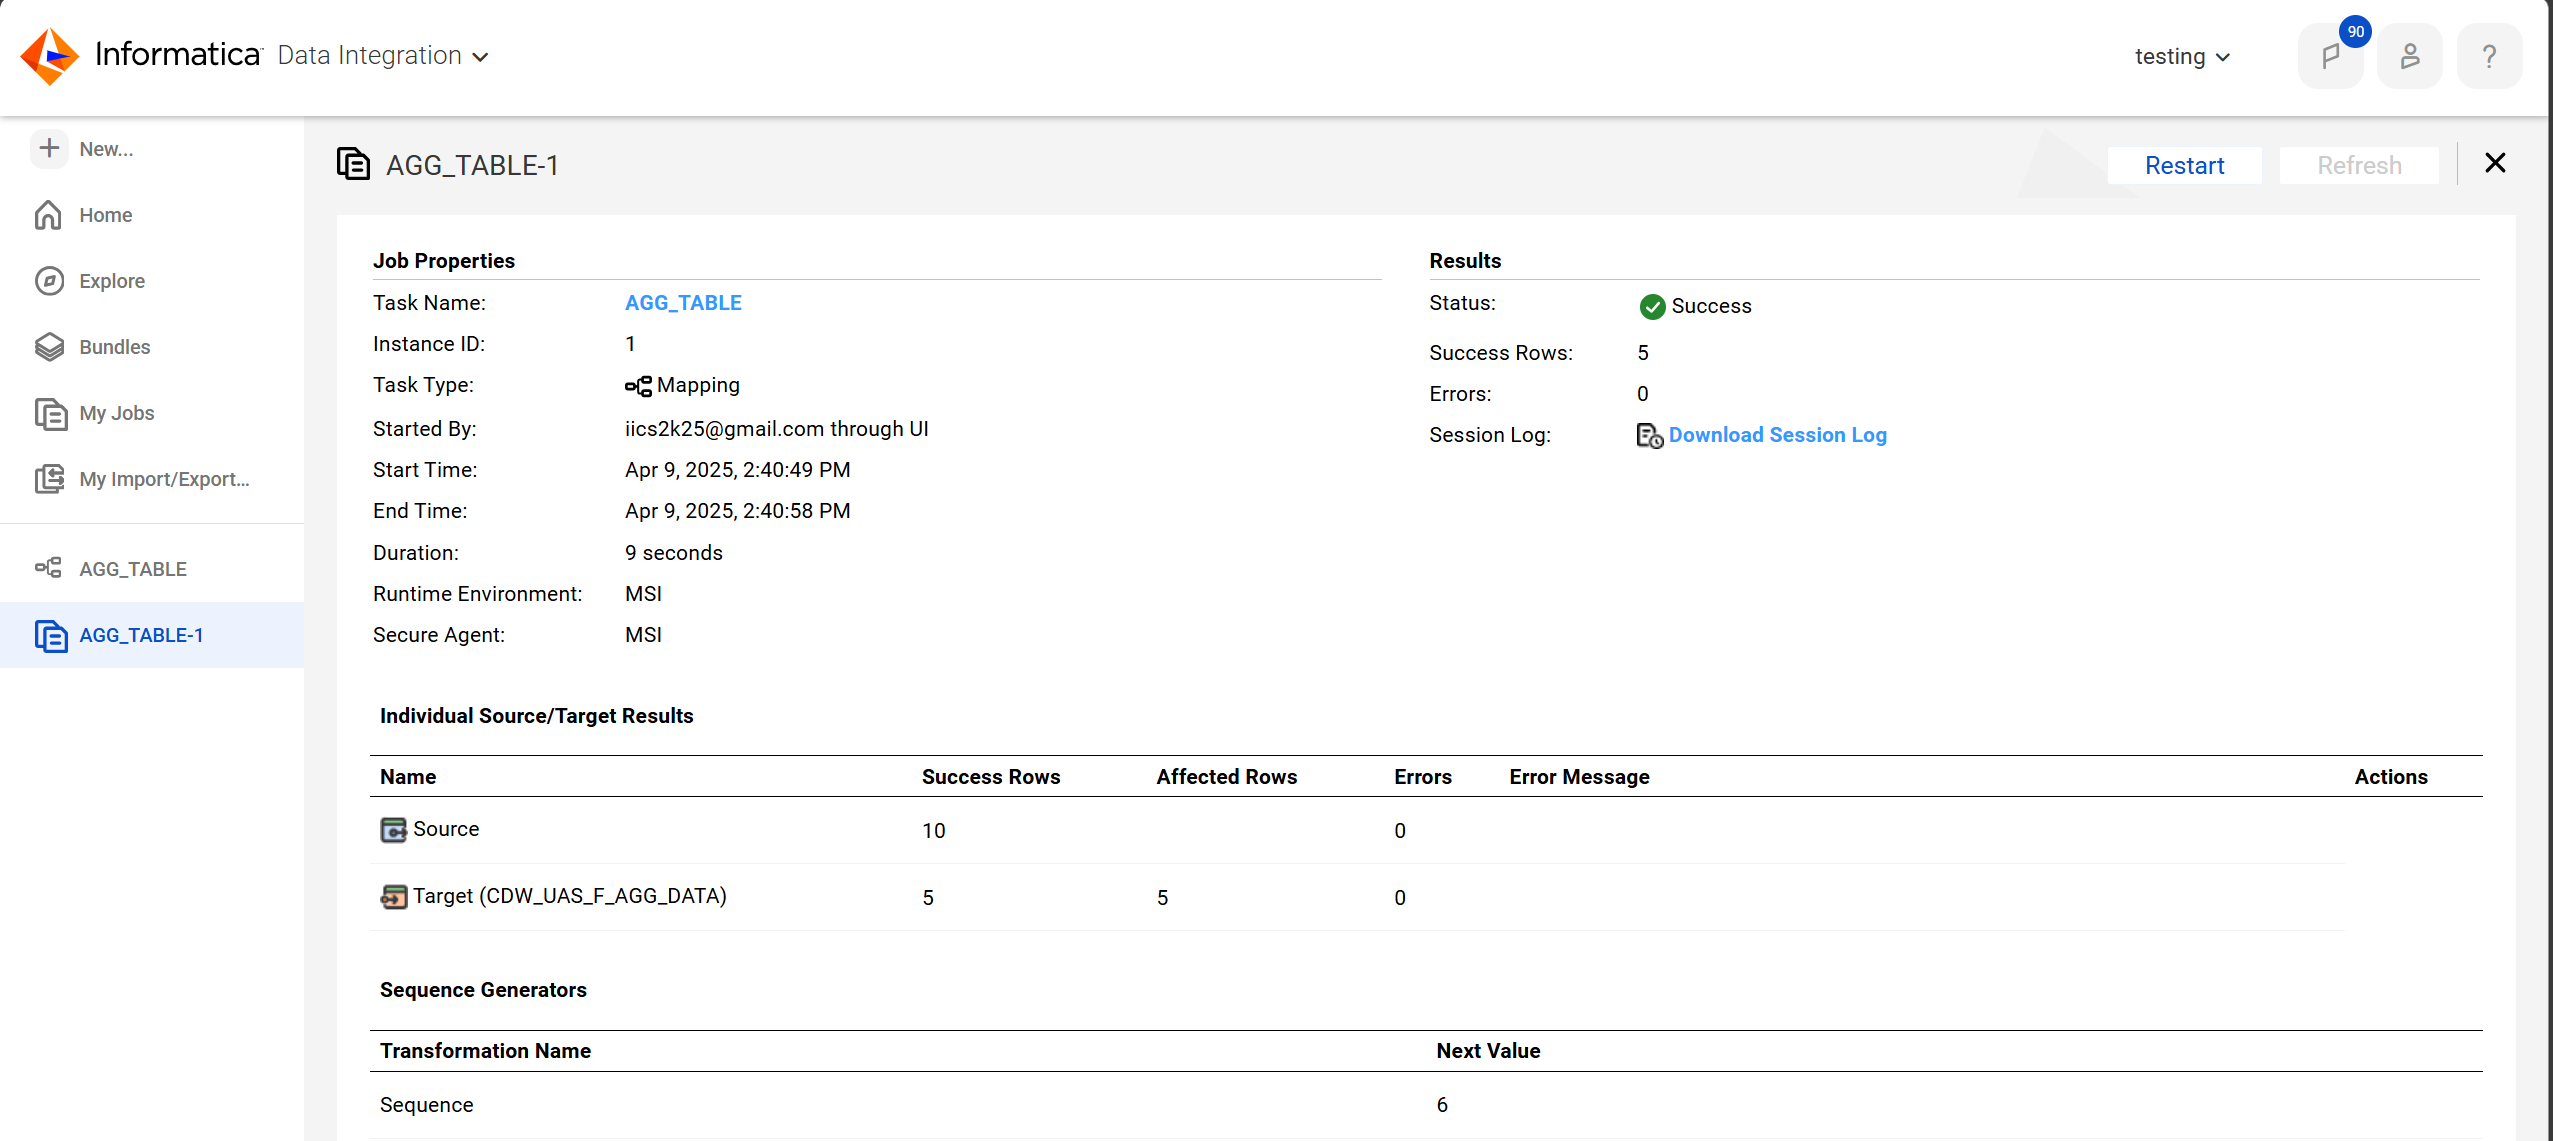 Informatica Data Integration
testing
90
?
New...
Home
Explore
Bundles
My Jobs
My Import/Export...
AGG_TABLE
AGG_TABLE-1
AGG_TABLE-1
Restart
Refresh
Job Properties
Task Name: AGG_TABLE
Instance ID: 1
Task Type: Mapping
Started By: iics2k25@gmail.com through UI
Start Time: Apr 9, 2025, 2:40:49 PM
End Time: Apr 9, 2025, 2:40:58 PM
Duration: 9 seconds
Runtime Environment: MSI
Secure Agent: MSI
Results
Status: Success
Success Rows: 5
Errors: 0
Session Log: Download Session Log
Individual Source/Target Results
Name Success Rows Affected Rows Errors Error Message Actions
Source 10 0
Target (CDW_UAS_F_AGG_DATA) 5 5 0
Sequence Generators
Transformation Name Next Value
Sequence 6